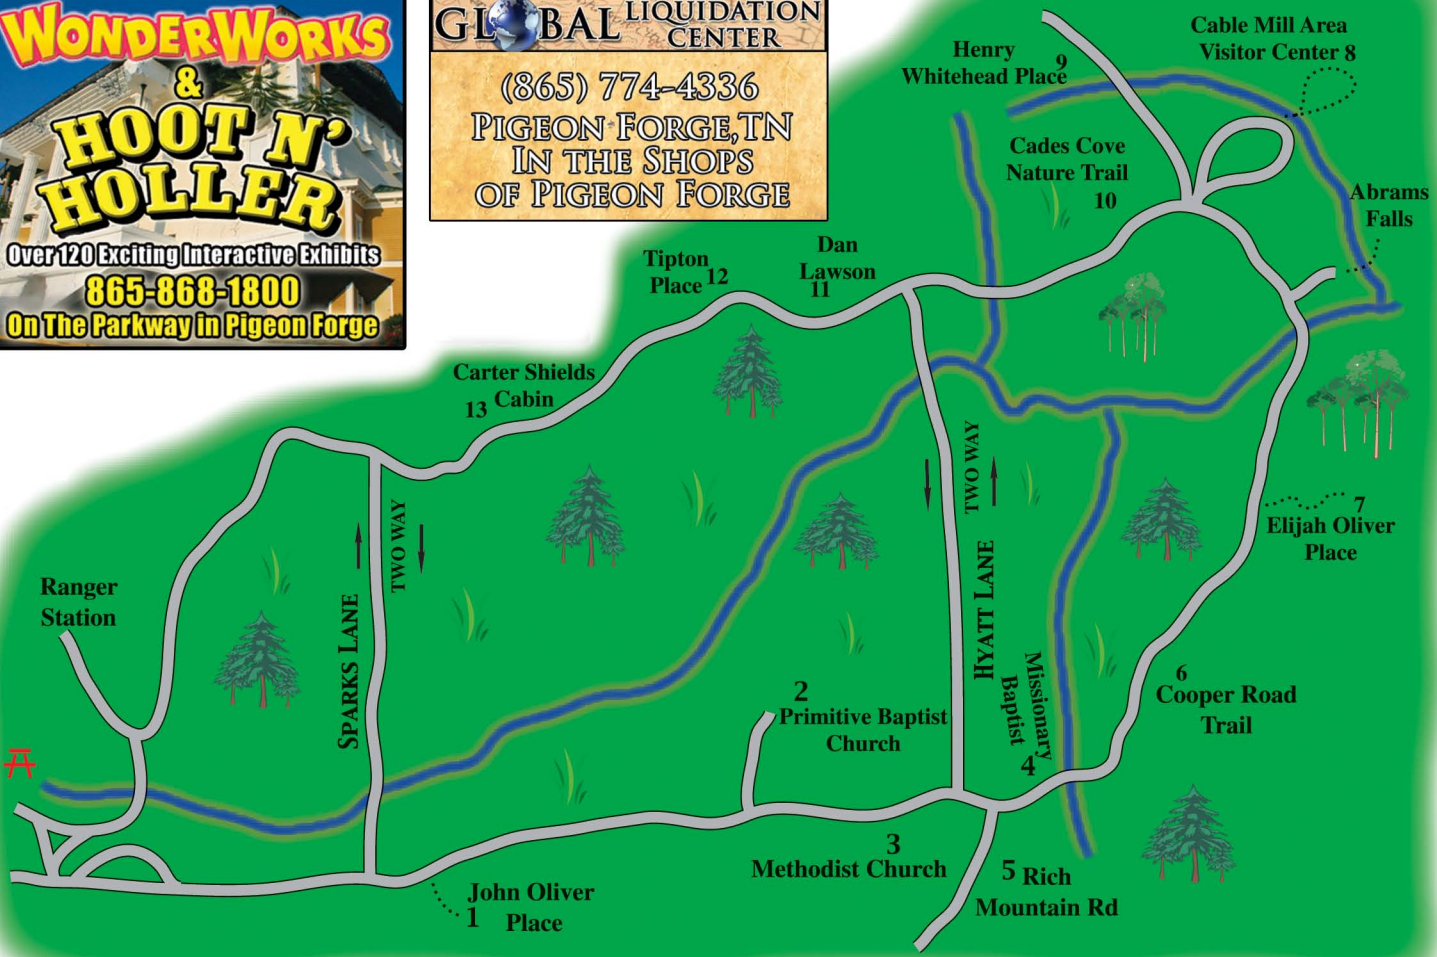 WONDERWORKS
&
HOOT N'
HOLLER
Over 120 Exciting Interactive Exhibits
865-868-1800
On The Parkway in Pigeon Forge
GLOBAL LIQUIDATION
CENTER
(865) 774-4336
PIGEON FORGE, TN
IN THE SHOPS
OF PIGEON FORGE
Henry
Whitehead Place
9
Cable Mill Area
Visitor Center 8
Cades Cove
Nature Trail
10
Abrams
Falls
Tipton
Place 12
Dan
Lawson
11
Carter Shields
Cabin
13
TWO WAY
TWO WAY
SPARKS LANE
HYATT LANE
7
Elijah Oliver
Place
Ranger
Station
Missionary
Baptist
4
6
Cooper Road
Trail
2
Primitive Baptist
Church
3
Methodist Church
5 Rich
Mountain Rd
John Oliver
1 Place